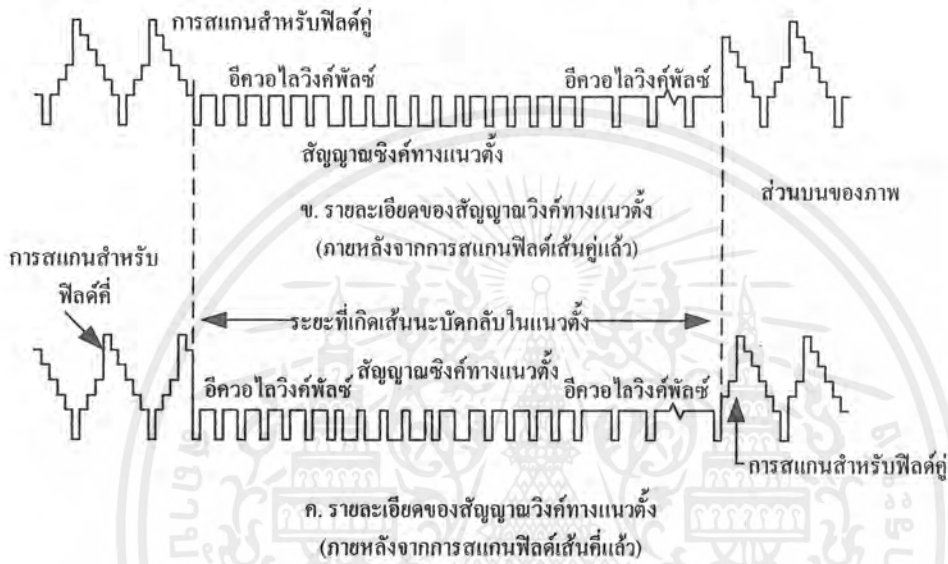 การสแกนสำหรับฟิลด์คู่
อีควอไลวิงค์พัลซ์
อีควอไลวิงค์พัลซ์
สัญญาณซิงค์ทางแนวตั้ง
ส่วนบนของภาพ
ข. รายละเอียดของสัญญาณวิงค์ทางแนวตั้ง
(ภายหลังจากการสแกนฟิลด์เส้นคู่แล้ว)
การสแกนสำหรับ
ฟิลด์คี่
ระยะที่เกิดเส้นนะบัดกลับในแนวตั้ง
สัญญาณซิงค์ทางแนวตั้ง
อีควอไลวิงค์พัลซ์
อีควอไลวิงค์พัลซ์
การสแกนสำหรับฟิลด์คู่
ค. รายละเอียดของสัญญาณวิงค์ทางแนวตั้ง
(ภายหลังจากการสแกนฟิลด์เส้นคี่แล้ว)